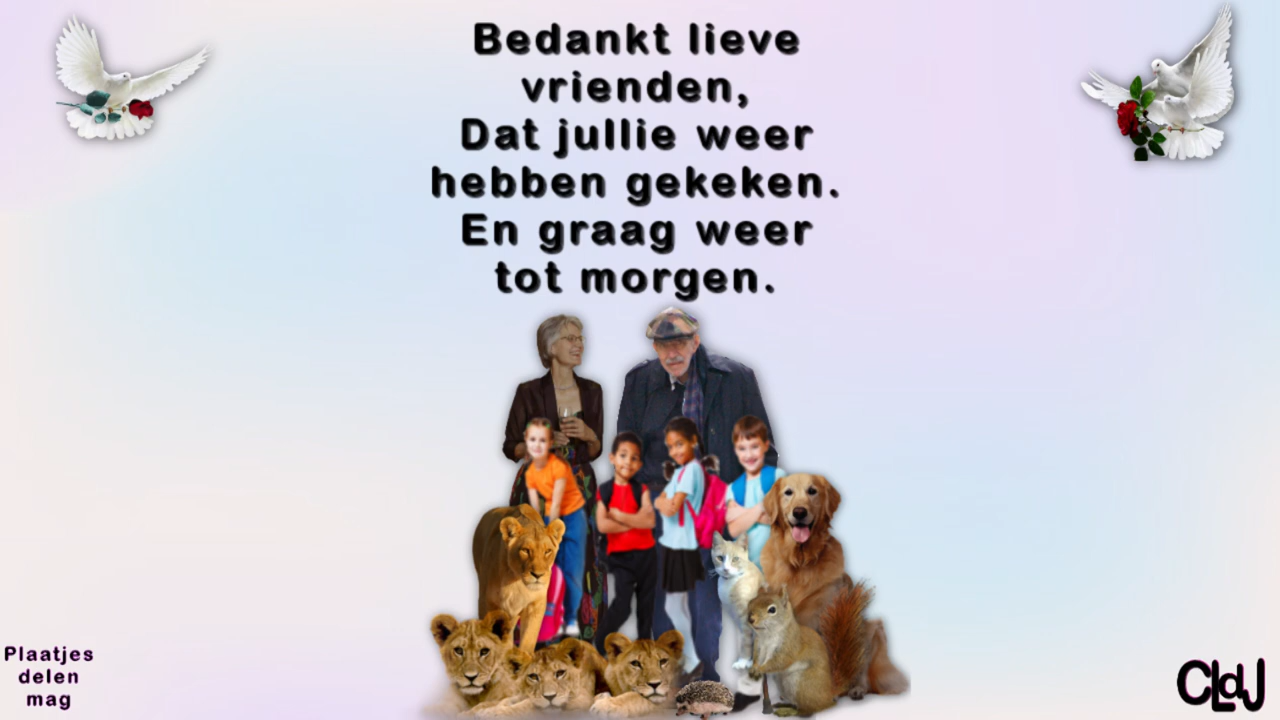 Bedankt lieve
vrienden,
Dat jullie weer
hebben gekeken.
En graag weer
tot morgen.
Plaatjes
delen
mag
CLdJ